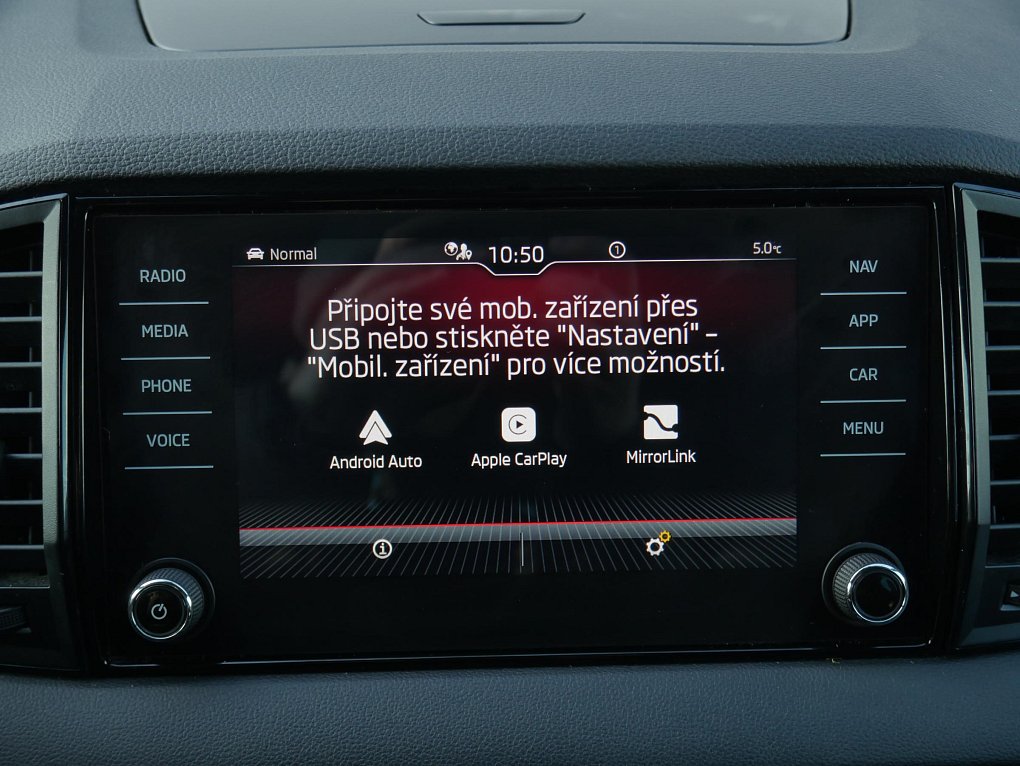 Normal
10:50
1
5.0°C
RADIO
MEDIA
PHONE
VOICE
Připojte své mob. zařízení přes
USB nebo stiskněte "Nastavení" –
"Mobil. zařízení" pro více možností.
Android Auto
Apple CarPlay
MirrorLink
NAV
APP
CAR
MENU